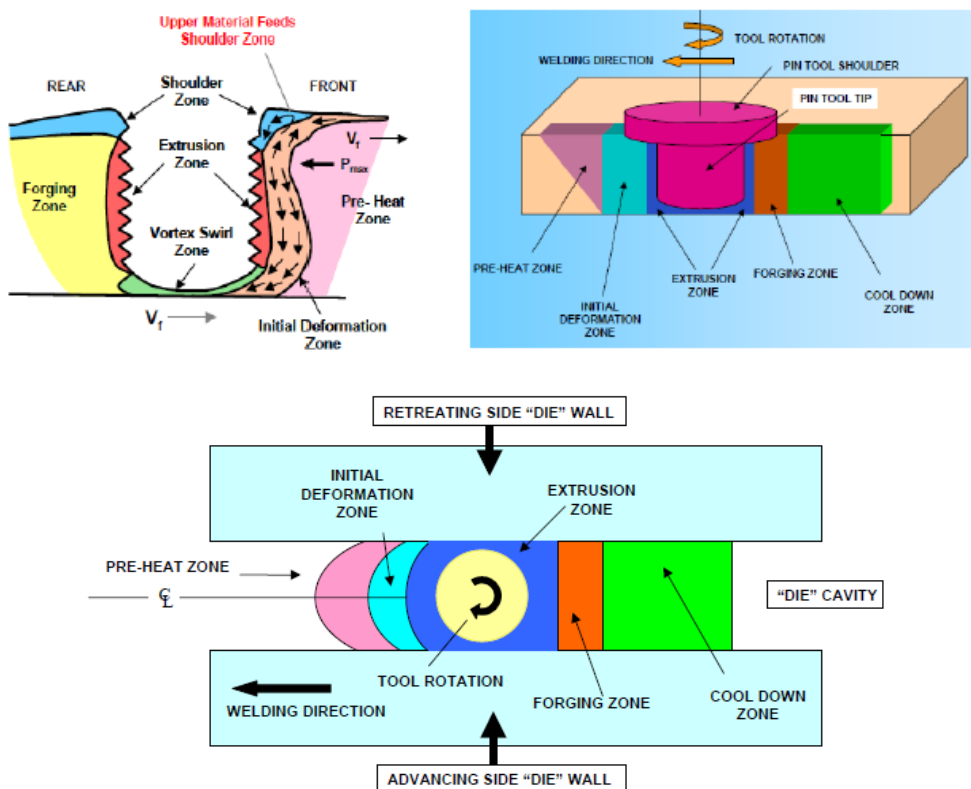 Upper Material Feeds
Shoulder Zone
REAR
Shoulder
Zone
FRONT
Extrusion
Zone
V_f
P_max
Forging
Zone
Pre- Heat
Zone
Vortex Swirl
Zone
V_f
Initial Deformation
Zone
TOOL ROTATION
WELDING DIRECTION
PIN TOOL SHOULDER
PIN TOOL TIP
PRE-HEAT ZONE
INITIAL
DEFORMATION
ZONE
EXTRUSION
ZONE
FORGING ZONE
COOL DOWN
ZONE
RETREATING SIDE “DIE” WALL
INITIAL
DEFORMATION
ZONE
EXTRUSION
ZONE
PRE-HEAT ZONE
℄
“DIE” CAVITY
TOOL ROTATION
FORGING ZONE
COOL DOWN
ZONE
WELDING DIRECTION
ADVANCING SIDE “DIE” WALL